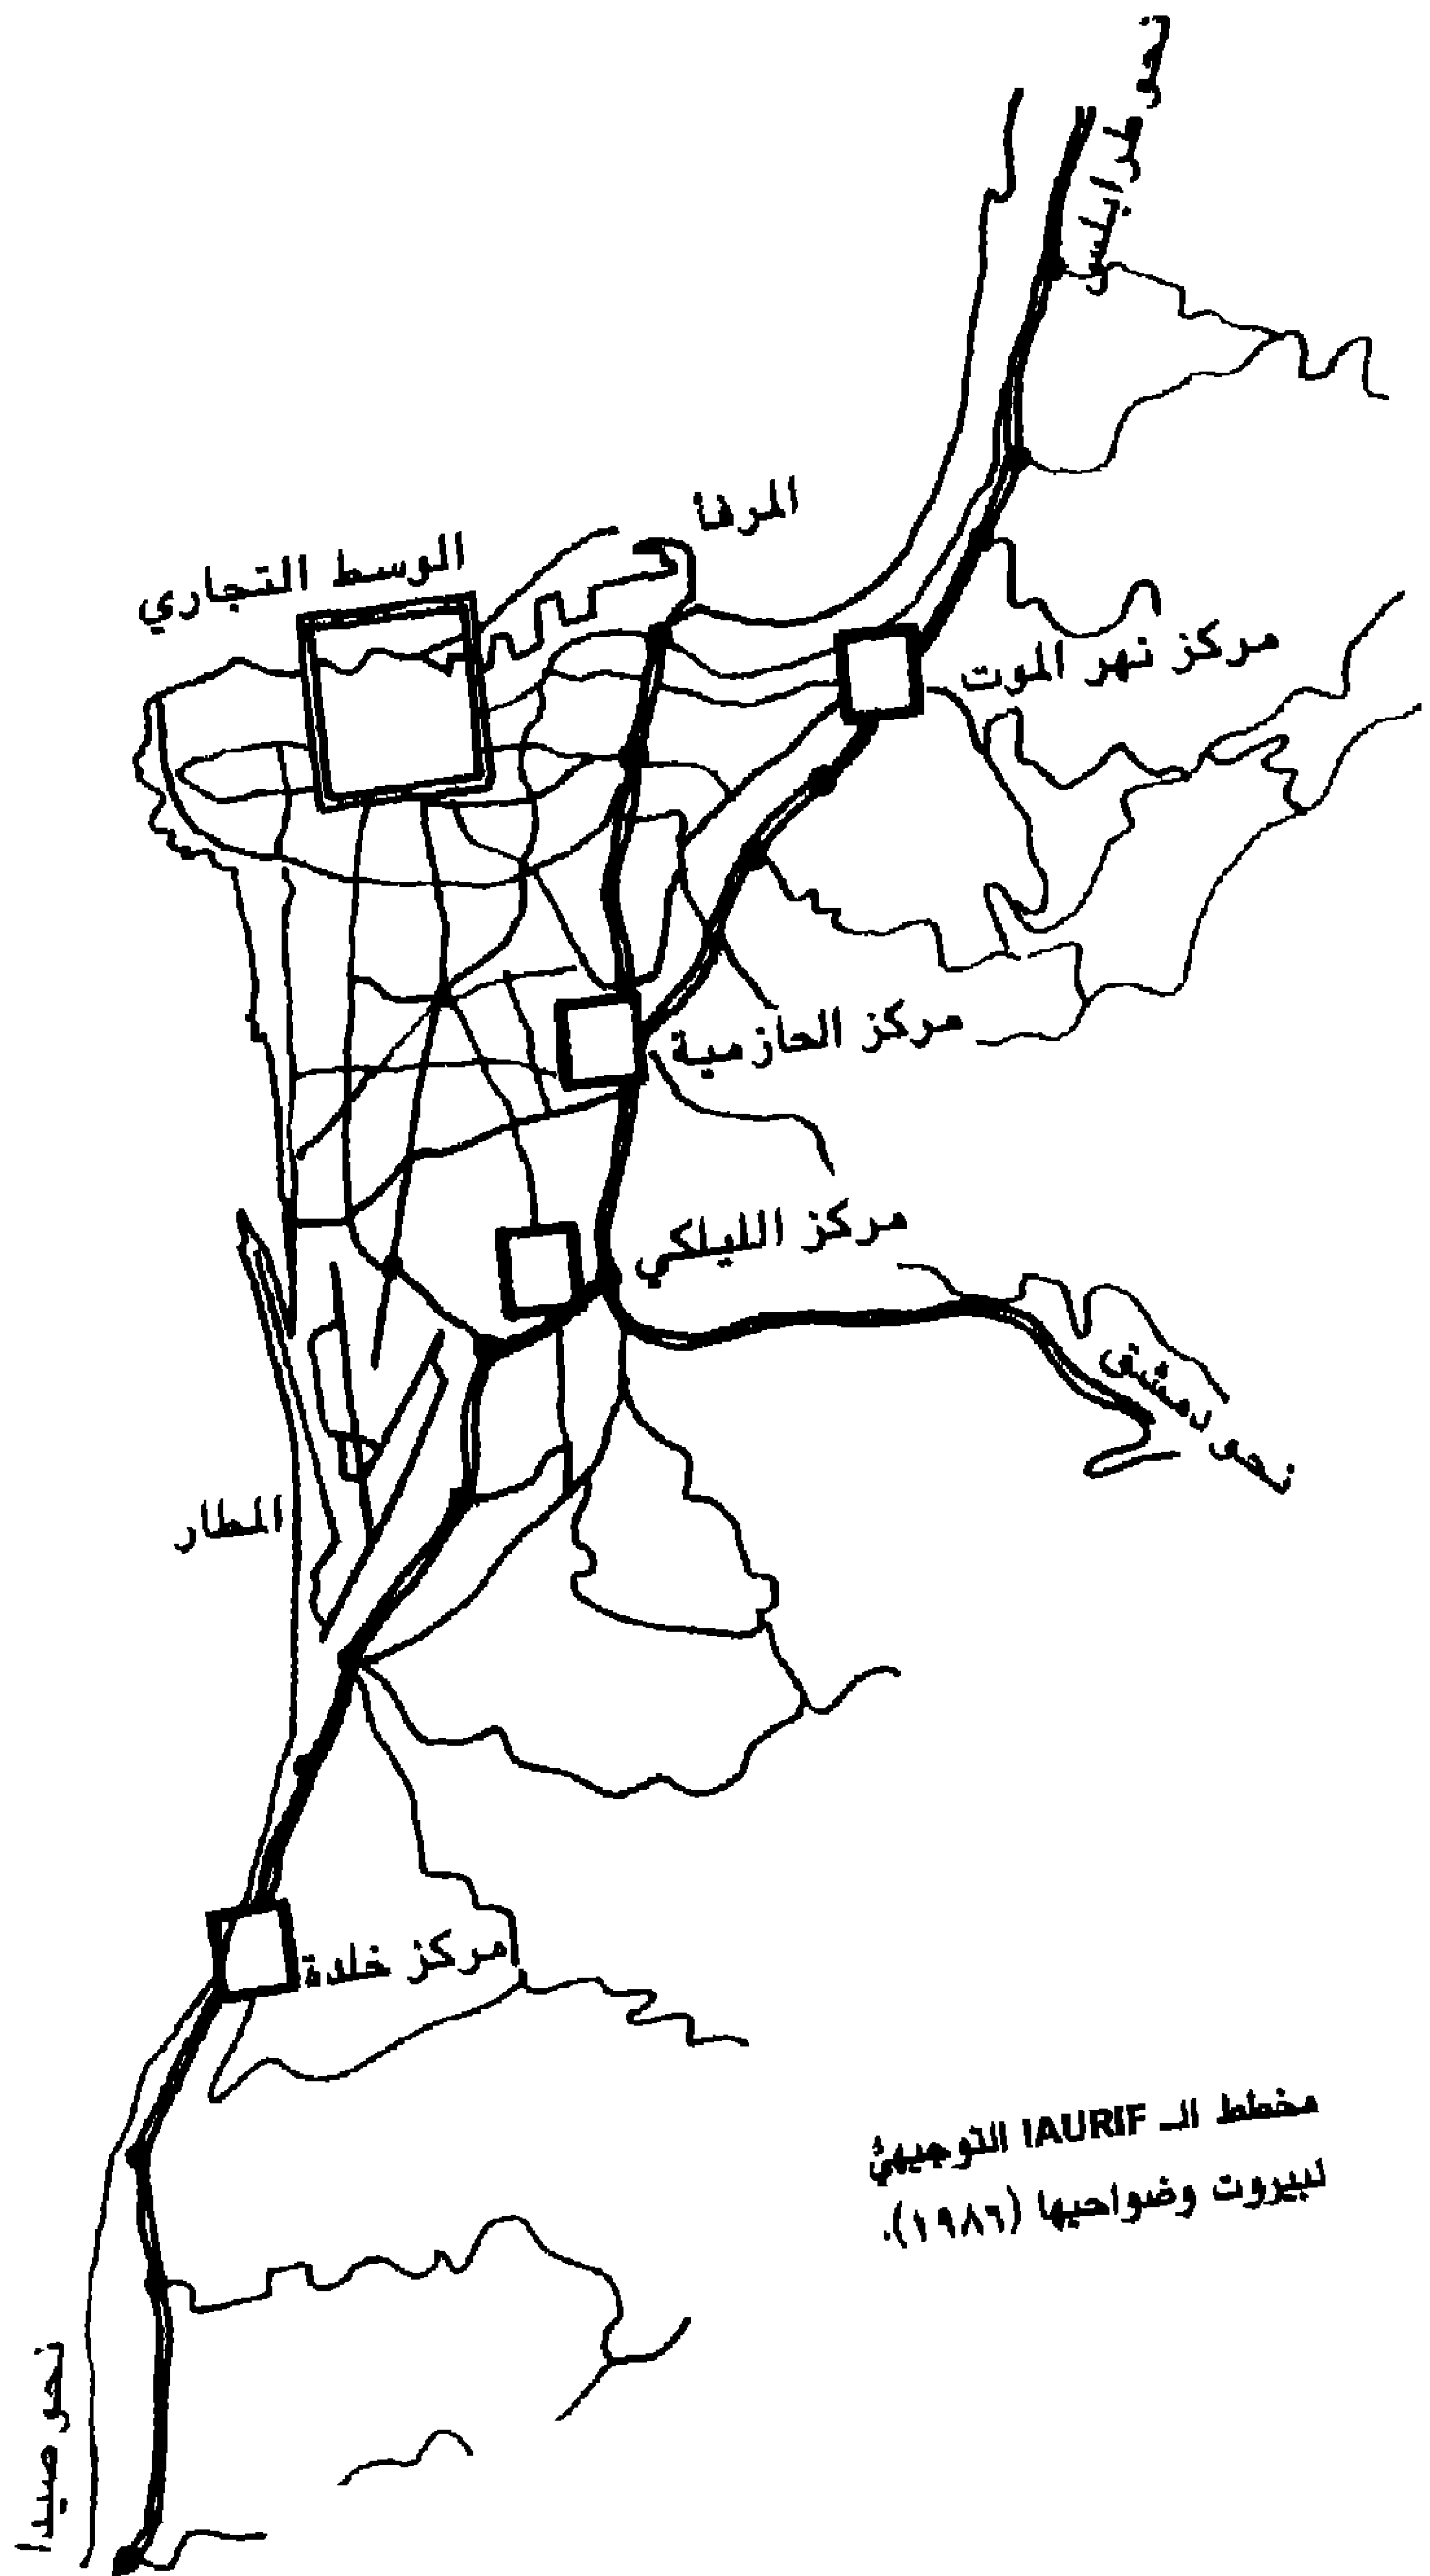 نحو طرابلس
المرفأ
الوسط التجاري
مركز نهر الموت
مركز الحازمية
مركز الليلكي
نحو دمشق
المطار
مركز خلدة
مخطط الـ IAURIF التوجيهيّ
لبيروت وضواحيها (١٩٨٦).
نحو صيدا